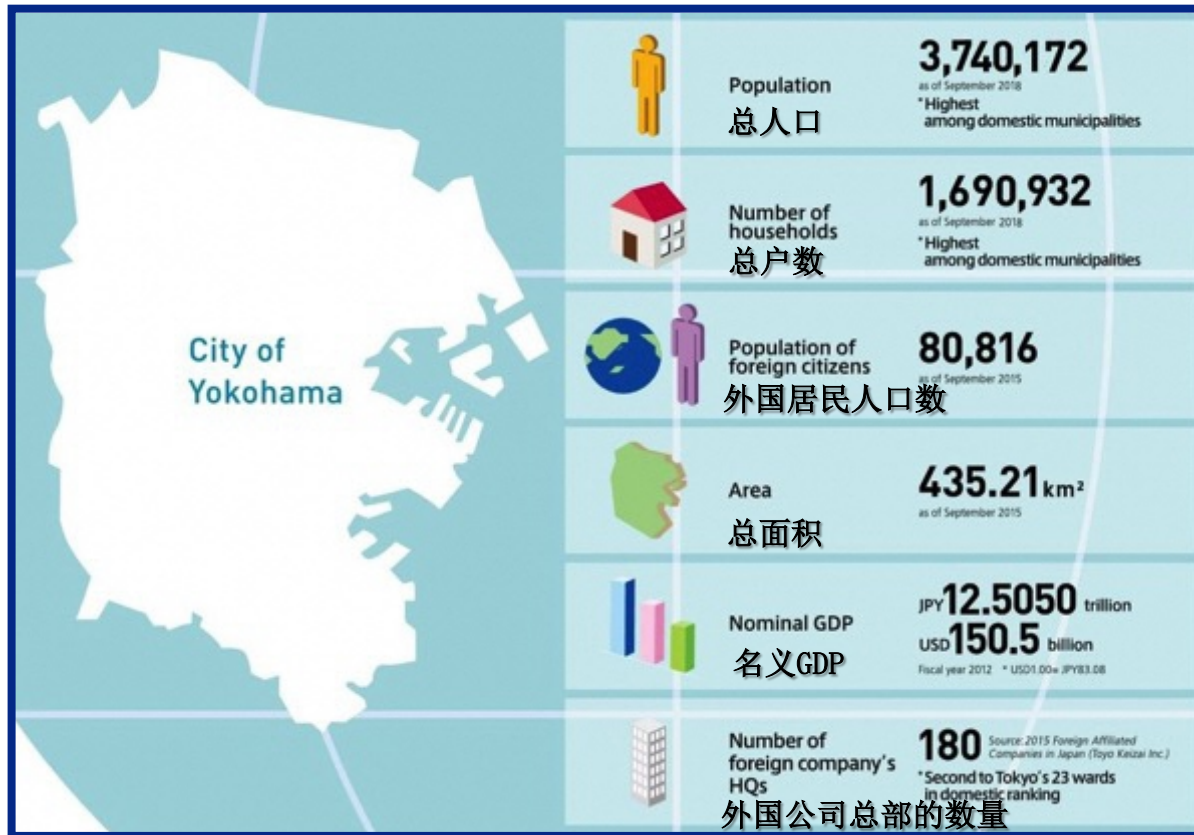 City of
Yokohama
Population
总人口
3,740,172
as of September 2018
*Highest
among domestic municipalities
Number of
households
总户数
1,690,932
as of September 2018
*Highest
among domestic municipalities
Population of
foreign citizens
外国居民人口数
80,816
as of September 2015
Area
总面积
435.21km²
as of September 2015
Nominal GDP
名义GDP
JPY12.5050 trillion
USD150.5 billion
Fiscal year 2012 * USD1.00= JPY83.08
Number of
foreign company's
HQs
外国公司总部的数量
180 Source:2015 Foreign Affiliated
Companies in Japan (Toyo Keizai Inc.)
*Second to Tokyo's 23 wards
in domestic ranking